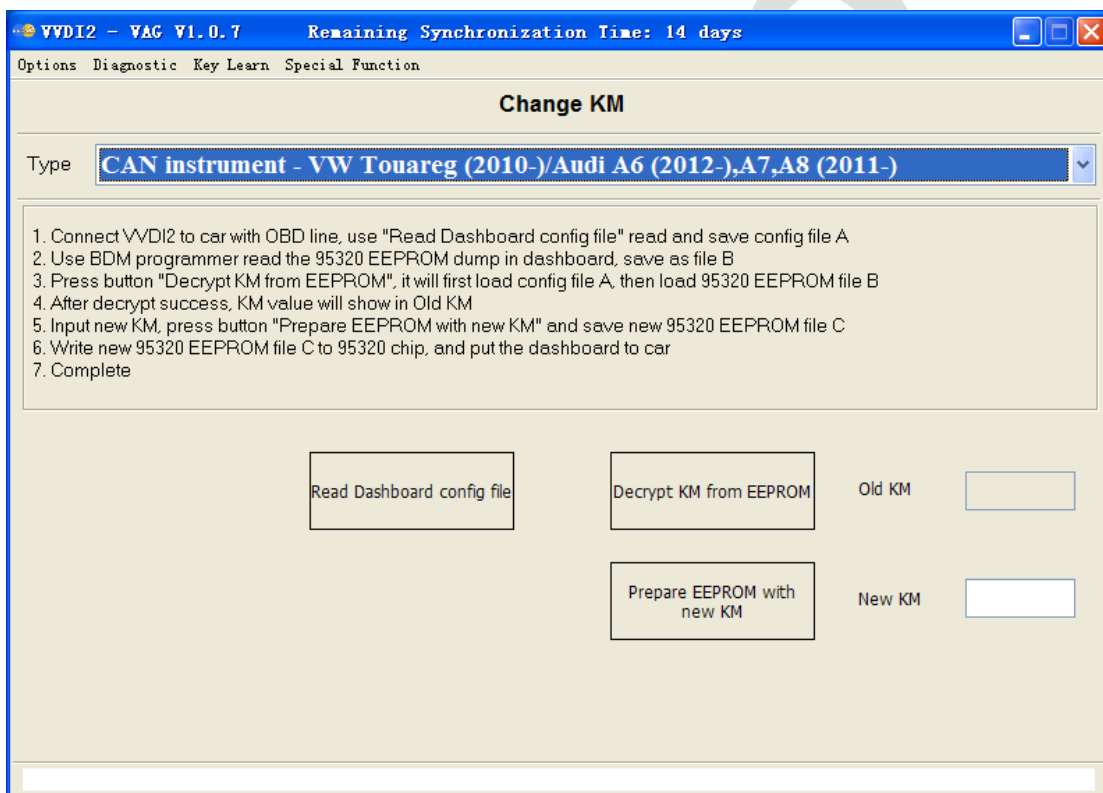 VVDI2 - VAG V1.0.7 Remaining Synchronization Time: 14 days
Options Diagnostic Key Learn Special Function
Change KM
Type CAN instrument - VW Touareg (2010-)/Audi A6 (2012-),A7,A8 (2011-)
1. Connect VVDI2 to car with OBD line, use "Read Dashboard config file" read and save config file A
2. Use BDM programmer read the 95320 EEPROM dump in dashboard, save as file B
3. Press button "Decrypt KM from EEPROM", it will first load config file A, then load 95320 EEPROM file B
4. After decrypt success, KM value will show in Old KM
5. Input new KM, press button "Prepare EEPROM with new KM" and save new 95320 EEPROM file C
6. Write new 95320 EEPROM file C to 95320 chip, and put the dashboard to car
7. Complete
Read Dashboard config file Decrypt KM from EEPROM Old KM
Prepare EEPROM with
new KM
New KM